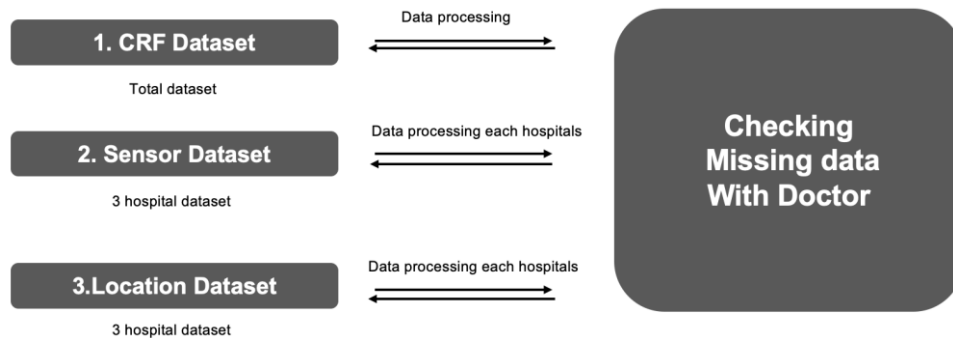 Data processing
1. CRF Dataset
Total dataset
Data processing each hospitals
2. Sensor Dataset
3 hospital dataset
Data processing each hospitals
3.Location Dataset
3 hospital dataset
Checking
Missing data
With Doctor